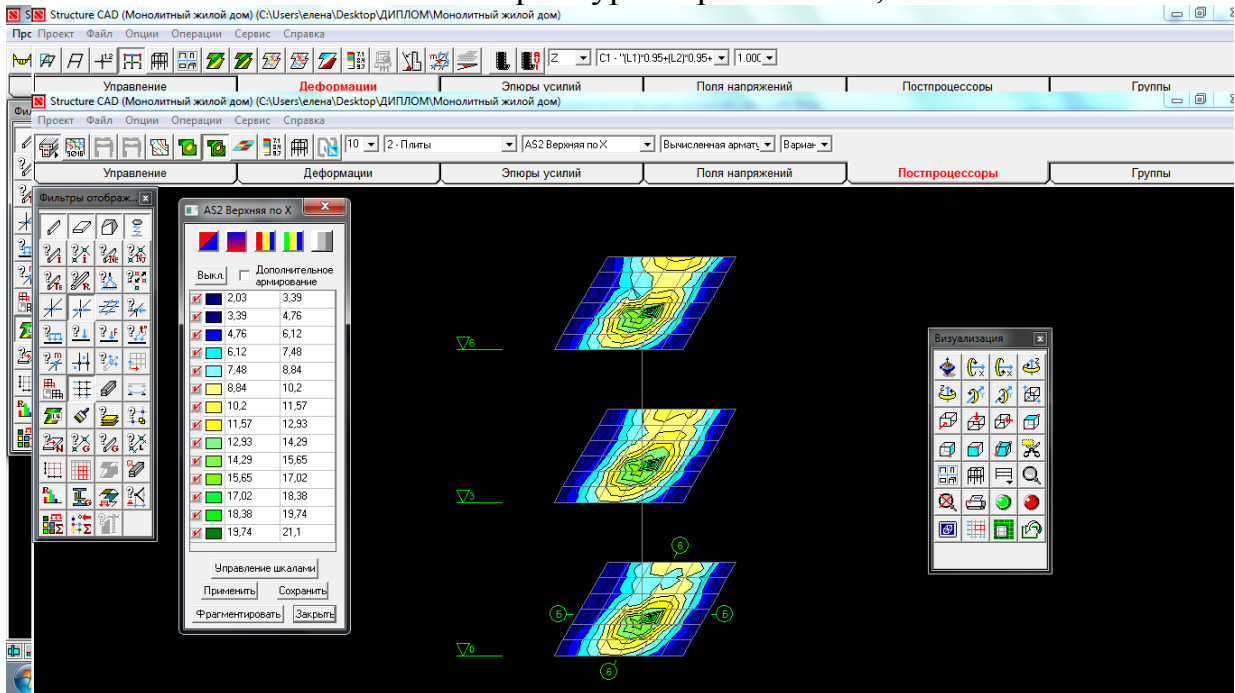 Structure CAD (Монолитный жилой дом) (C:\Users\елена\Desktop\ДИПЛОМ\Монолитный жилой дом)
Проект Файл Опции Операции Сервис Справка
Z C1 - "(L1)*0.95+(L2)*0.95+ 1.00
Управление Деформации Эпюры усилий Поля напряжений Постпроцессоры Группы
Structure CAD (Монолитный жилой дом) (C:\Users\елена\Desktop\ДИПЛОМ\Монолитный жилой дом)
Проект Файл Опции Операции Сервис Справка
10 2 - Плиты AS2 Верхняя по X Вычисленная армату Вариан
Управление Деформации Эпюры усилий Поля напряжений Постпроцессоры Группы
Фильтры отображ...
AS2 Верхняя по X
Выкл. Дополнительное
армирование
2,03 3,39
3,39 4,76
4,76 6,12
6,12 7,48
7,48 8,84
8,84 10,2
10,2 11,57
11,57 12,93
12,93 14,29
14,29 15,65
15,65 17,02
17,02 18,38
18,38 19,74
19,74 21,1
Управление шкалами
Применить Сохранить
Фрагментировать Закрыть
6
3
6
Б Б
0
6
Визуализация